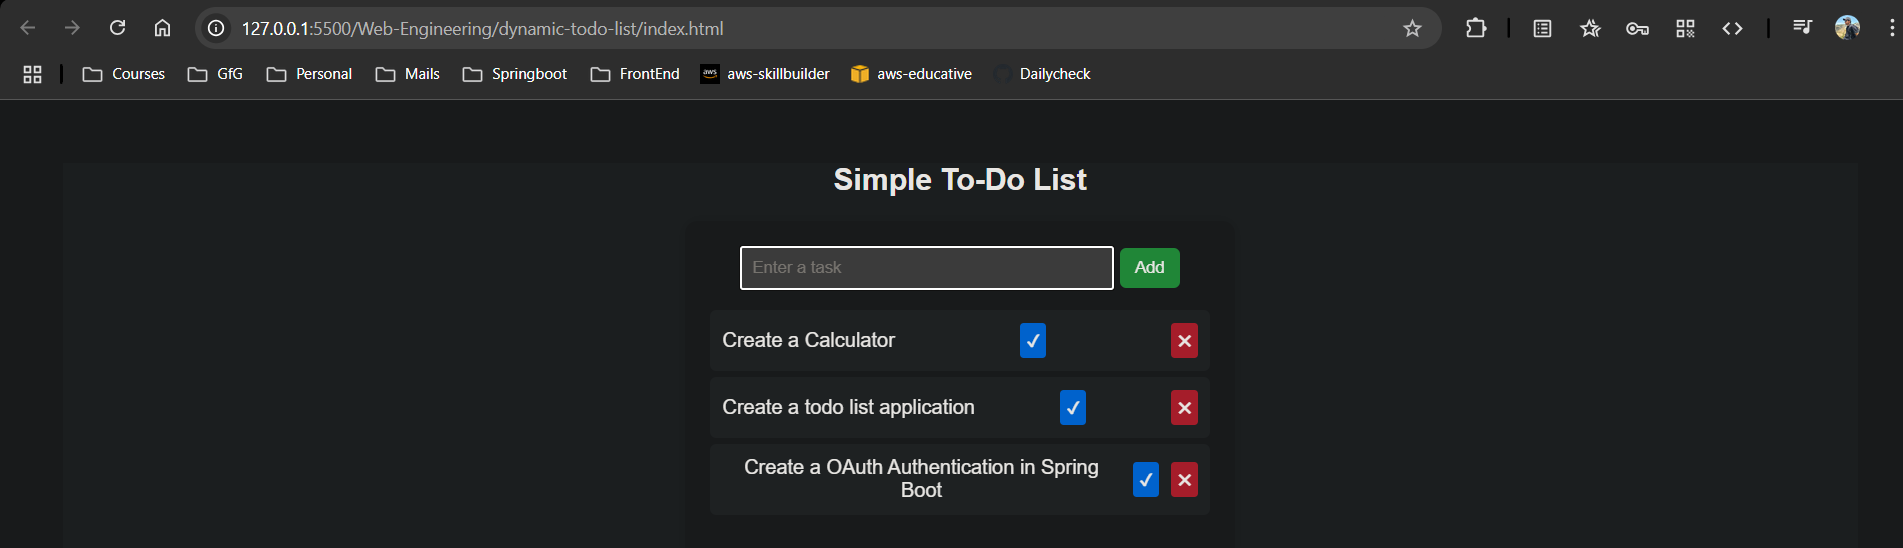 127.0.0.1:5500/Web-Engineering/dynamic-todo-list/index.html
Courses GfG Personal Mails Springboot FrontEnd aws aws-skillbuilder aws-educative Dailycheck
Simple To-Do List
Enter a task Add
Create a Calculator ✓ ✕
Create a todo list application ✓ ✕
Create a OAuth Authentication in Spring
Boot ✓ ✕